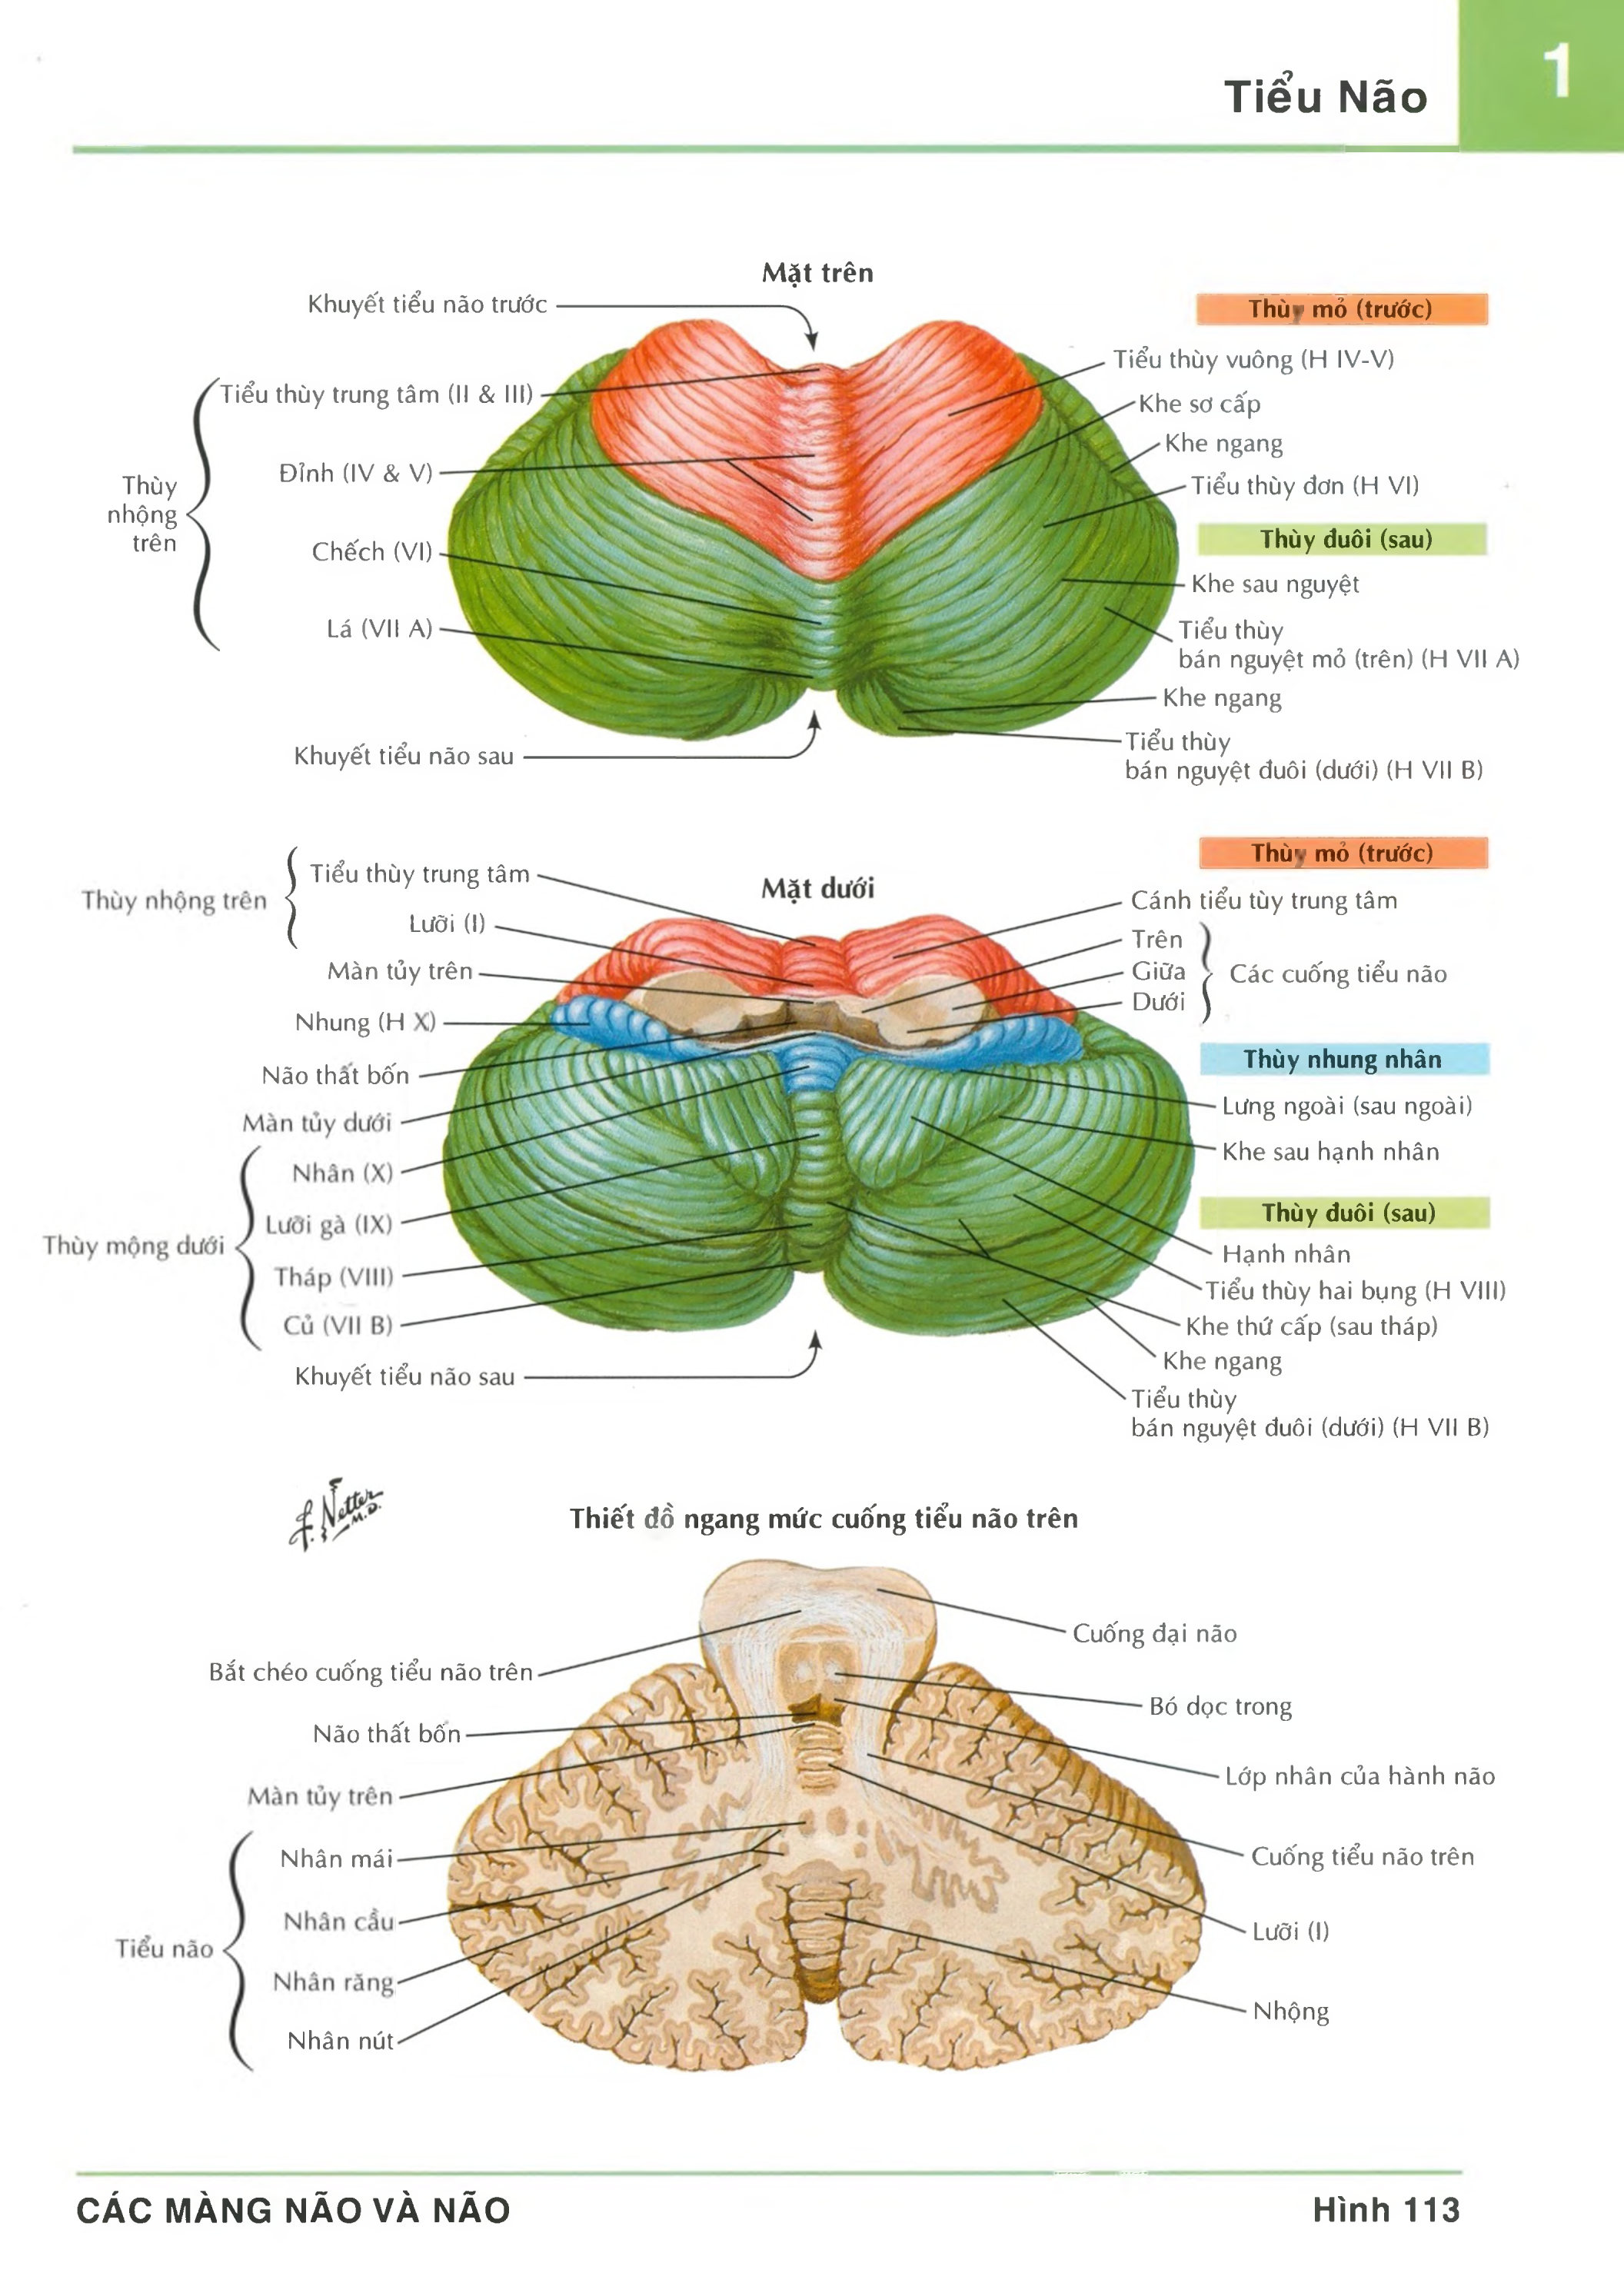 Tiểu Não
1
Mặt trên
Khuyết tiểu não trước
Tiểu thùy trung tâm (II & III)
Đỉnh (IV & V)
Thùy
nhộng
trên
Chếch (VI)
Lá (VII A)
Khuyết tiểu não sau
Thùy mỏ (trước)
Tiểu thùy vuông (H IV-V)
Khe sơ cấp
Khe ngang
Tiểu thùy đơn (H VI)
Thùy đuôi (sau)
Khe sau nguyệt
Tiểu thùy
bán nguyệt mỏ (trên) (H VII A)
Khe ngang
Tiểu thùy
bán nguyệt đuôi (dưới) (H VII B)
Mặt dưới
Thùy nhộng trên
Tiểu thùy trung tâm
Lưỡi (I)
Màn tủy trên
Nhung (H X)
Não thất bốn
Màn tủy dưới
Thùy mộng dưới
Nhân (X)
Lưỡi gà (IX)
Tháp (VIII)
Củ (VII B)
Khuyết tiểu não sau
Thùy mỏ (trước)
Cánh tiểu tùy trung tâm
Trên
Giữa
Dưới
Các cuống tiểu não
Thùy nhung nhân
Lưng ngoài (sau ngoài)
Khe sau hạnh nhân
Thùy đuôi (sau)
Hạnh nhân
Tiểu thùy hai bụng (H VIII)
Khe thứ cấp (sau tháp)
Khe ngang
Tiểu thùy
bán nguyệt đuôi (dưới) (H VII B)
F. Netter
M.D.
Thiết đồ ngang mức cuống tiểu não trên
Bắt chéo cuống tiểu não trên
Não thất bốn
Màn tủy trên
Tiểu não
Nhân mái
Nhân cầu
Nhân răng
Nhân nút
Cuống đại não
Bó dọc trong
Lớp nhân của hành não
Cuống tiểu não trên
Lưỡi (I)
Nhộng
CÁC MÀNG NÃO VÀ NÃO
Hình 113